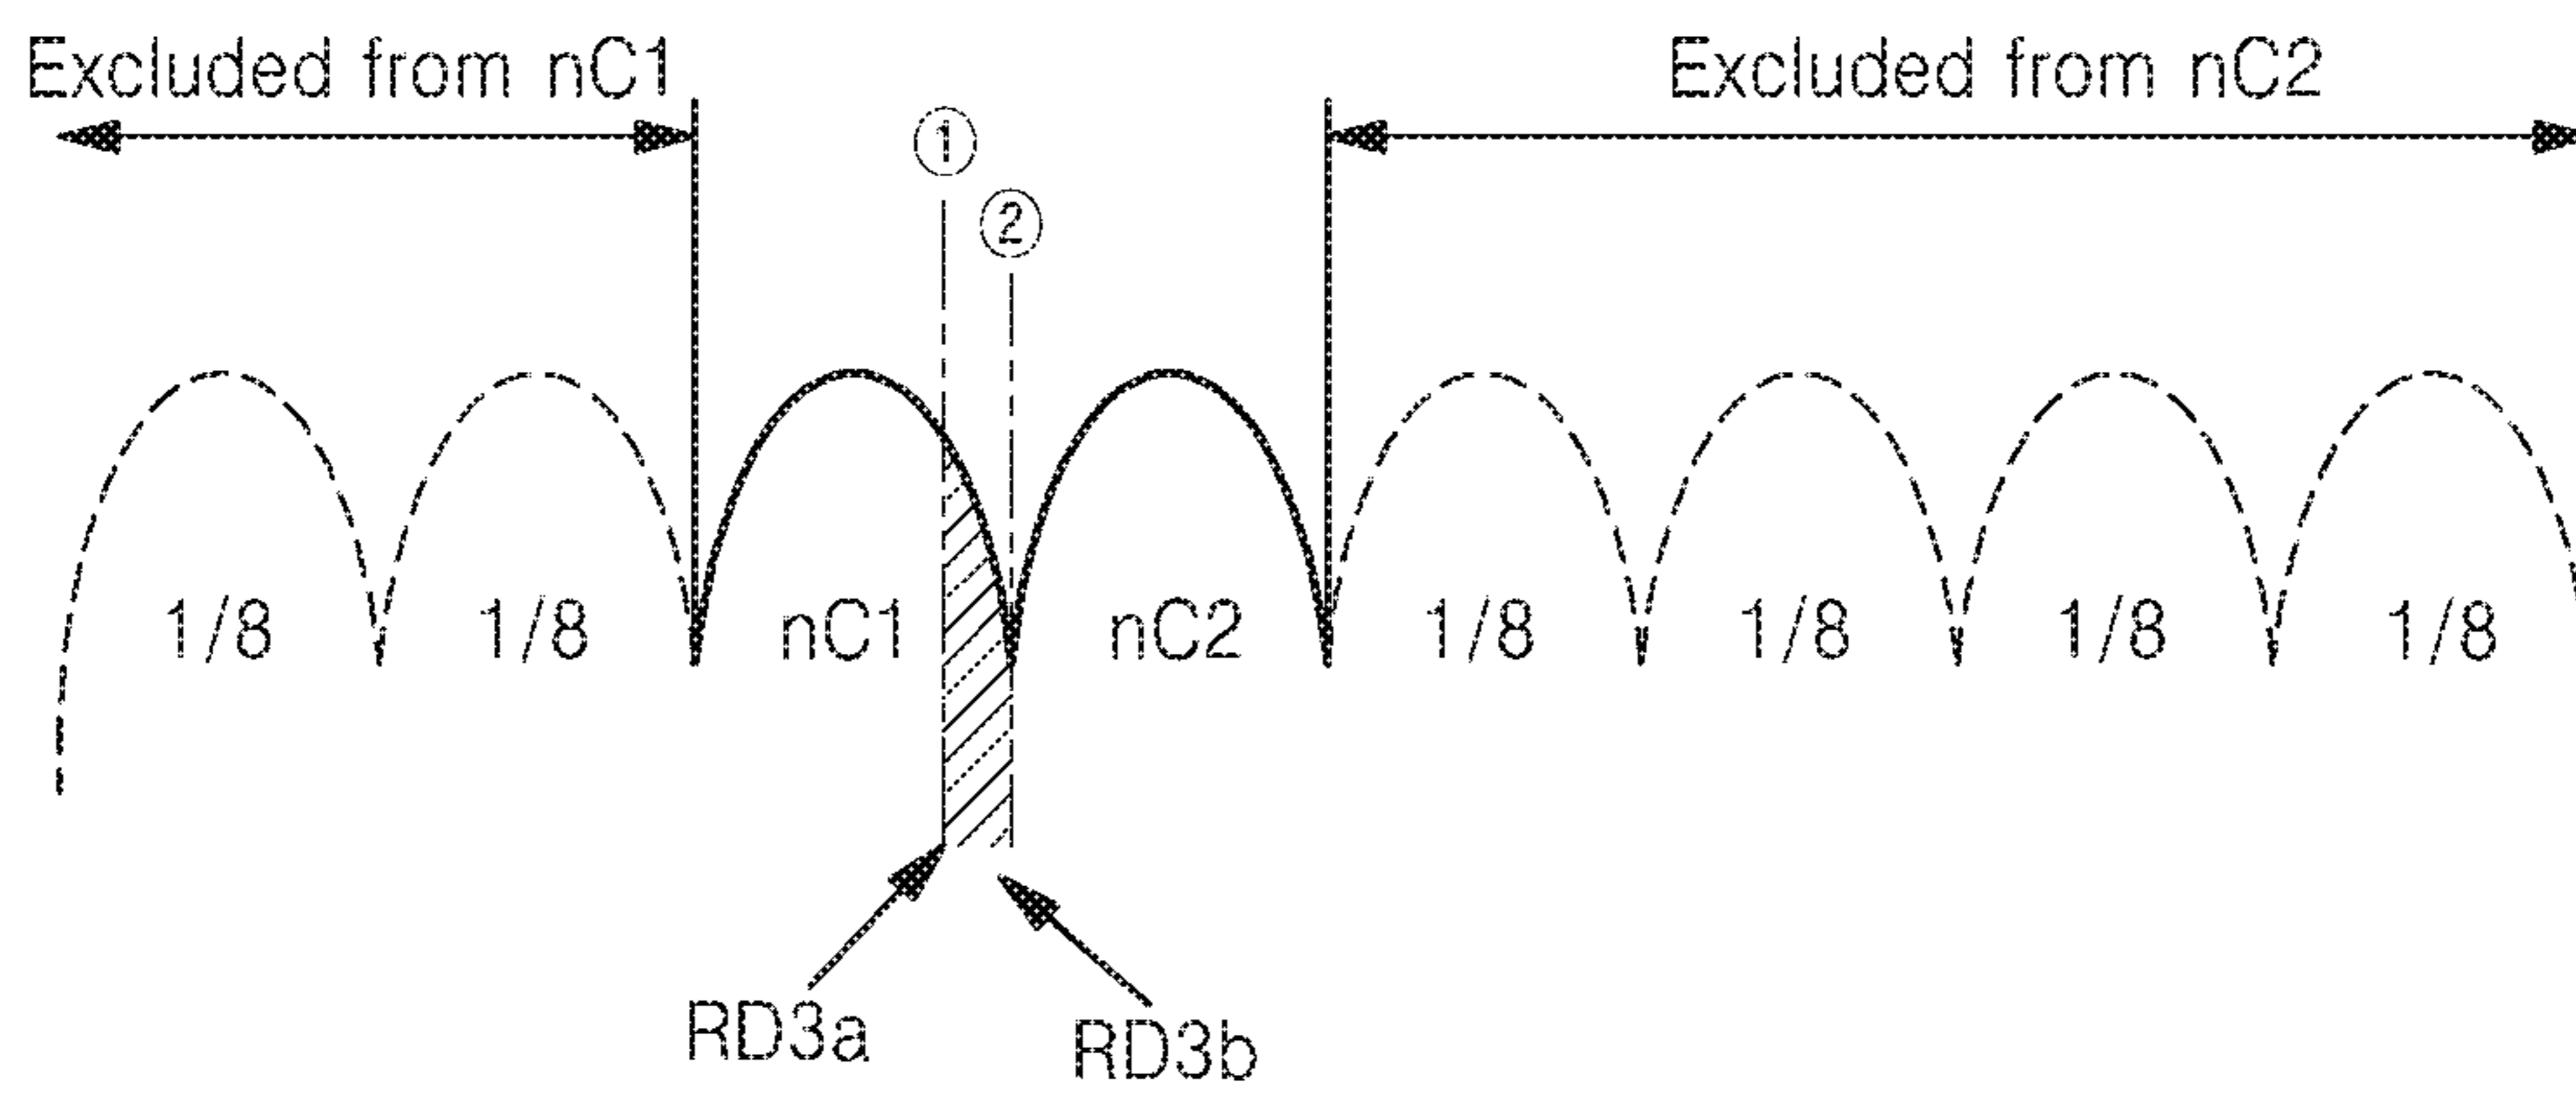 Excluded from nC1
Excluded from nC2
①
②
1/8 1/8 nC1 nC2 1/8 1/8 1/8 1/8
RD3a
RD3b